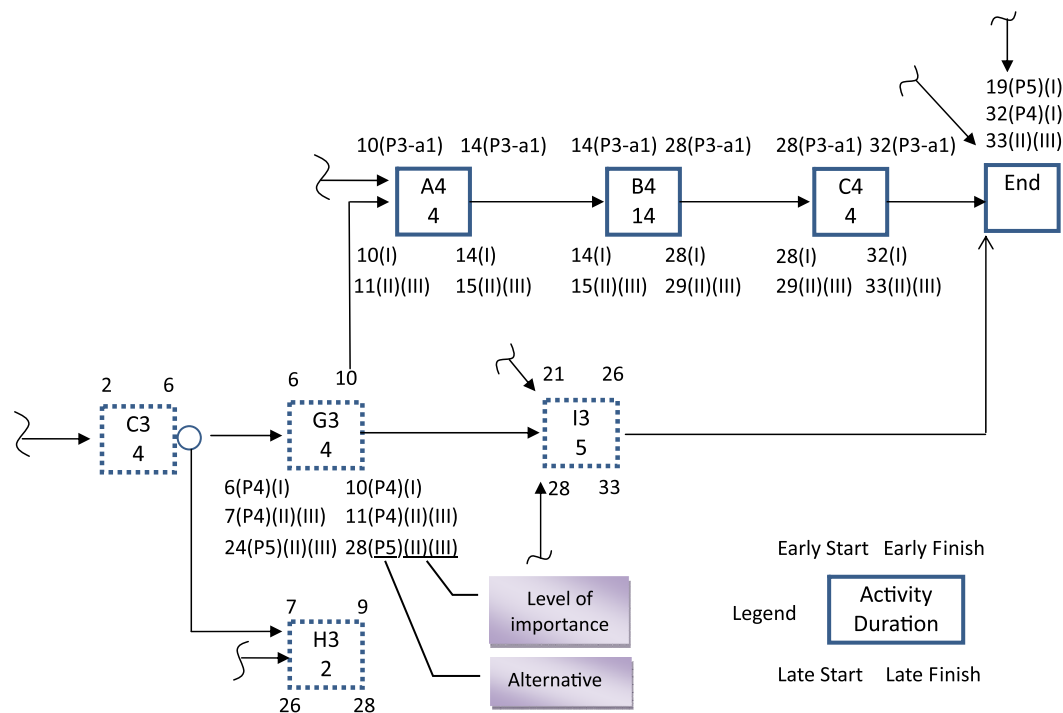 19(P5)(I)
32(P4)(I)
33(II)(III)
10(P3-a1) 14(P3-a1) 14(P3-a1) 28(P3-a1) 28(P3-a1) 32(P3-a1)
A4
4
B4
14
C4
4
End
10(I) 14(I) 14(I) 28(I) 28(I) 32(I)
11(II)(III) 15(II)(III) 15(II)(III) 29(II)(III) 29(II)(III) 33(II)(III)
2 6
C3
4
6 10
G3
4
21 26
I3
5
28 33
6(P4)(I) 10(P4)(I)
7(P4)(II)(III) 11(P4)(II)(III)
24(P5)(II)(III) 28(P5)(II)(III)
7 9
H3
2
26 28
Level of
importance
Alternative
Early Start Early Finish
Legend
Activity
Duration
Late Start Late Finish